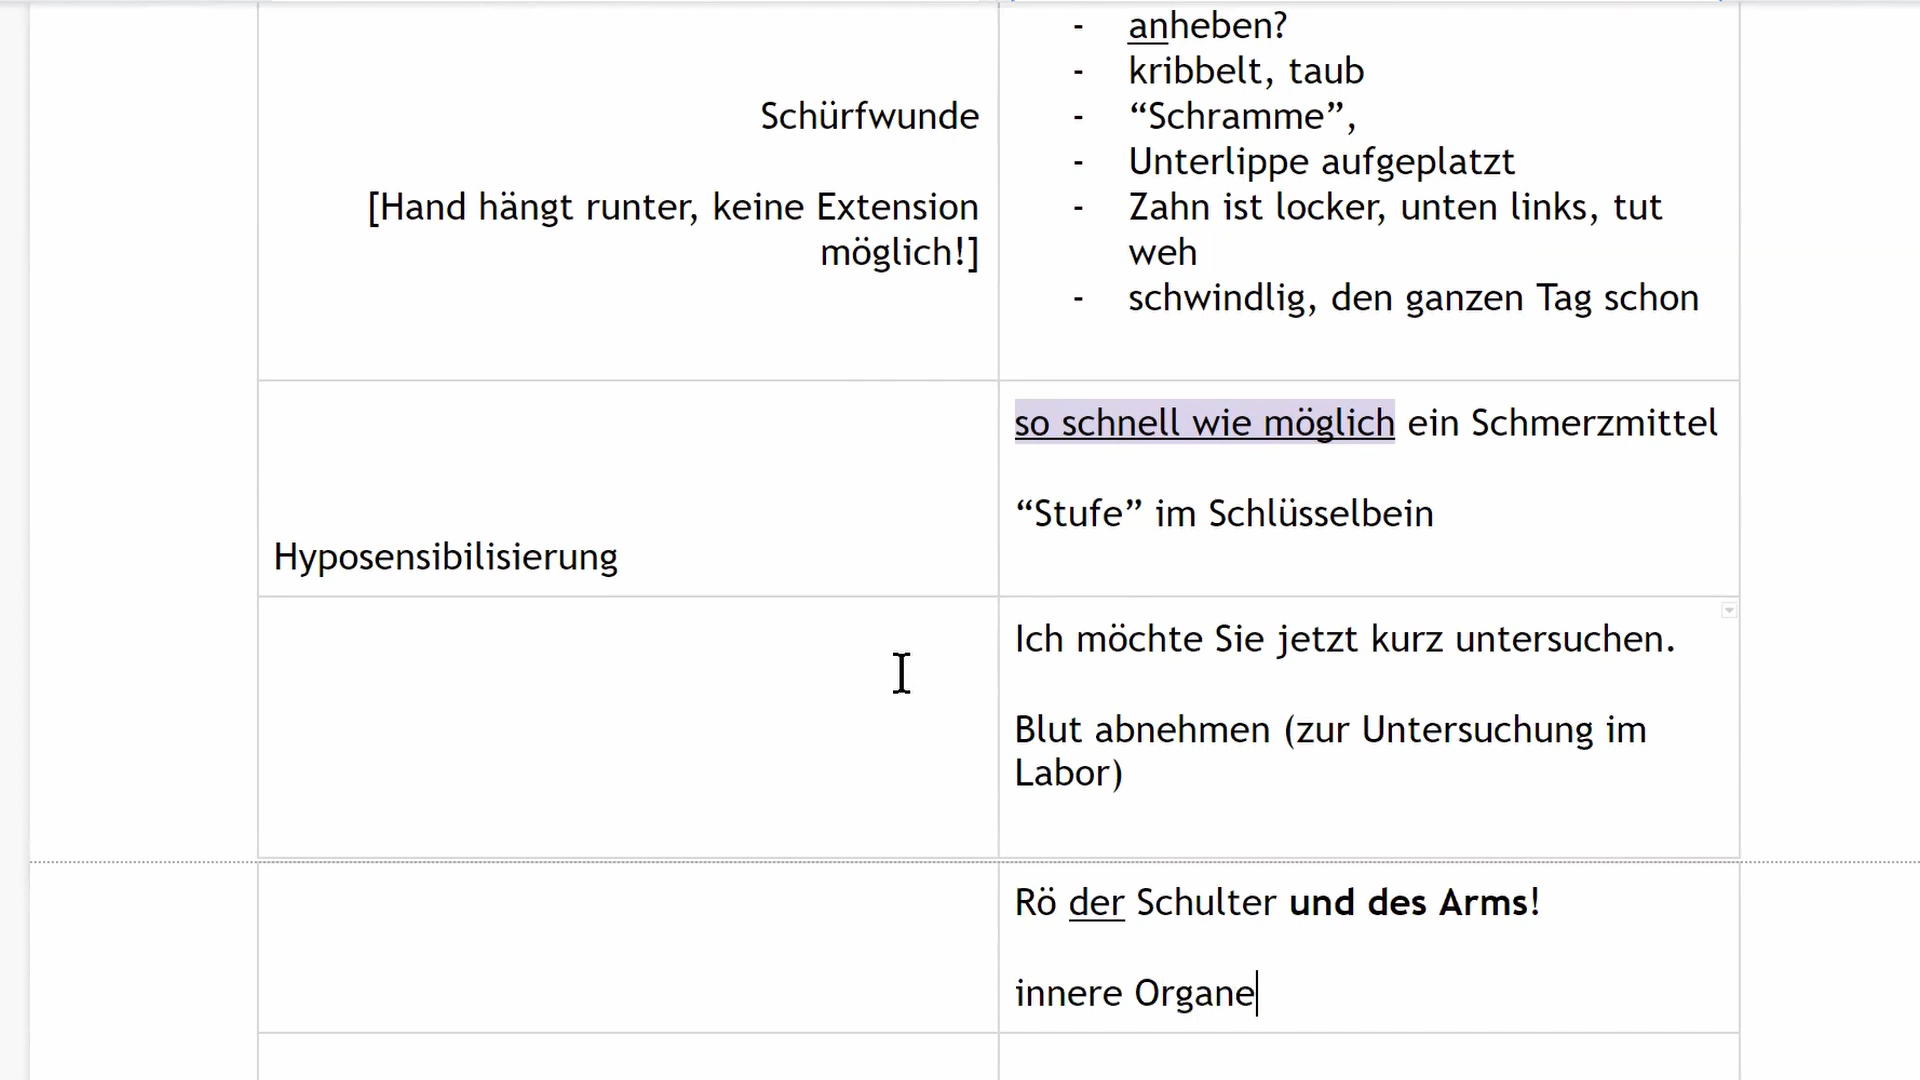 Schürfwunde
[Hand hängt runter, keine Extension
möglich!]
- anheben?
- kribbelt, taub
- “Schramme”,
- Unterlippe aufgeplatzt
- Zahn ist locker, unten links, tut
weh
- schwindlig, den ganzen Tag schon
Hyposensibilisierung
so schnell wie möglich ein Schmerzmittel
“Stufe” im Schlüsselbein
Ich möchte Sie jetzt kurz untersuchen.
Blut abnehmen (zur Untersuchung im
Labor)
Rö der Schulter und des Arms!
innere Organe